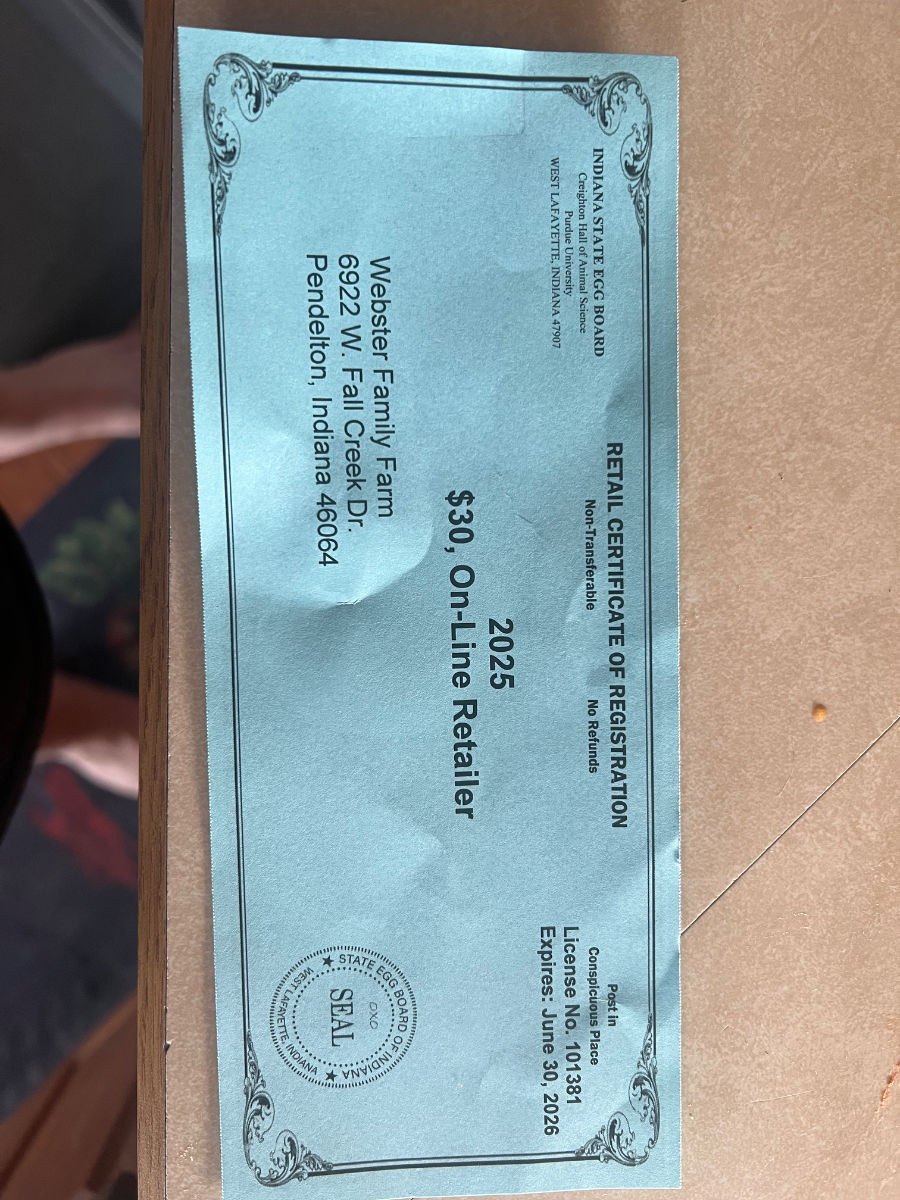 INDIANA STATE EGG BOARD
Creighton Hall of Animal Science
Purdue University
WEST LAFAYETTE, INDIANA 47907
RETAIL CERTIFICATE OF REGISTRATION
Non-Transferable No Refunds
Post in
Conspicuous Place
License No. 101381
Expires: June 30, 2026
2025
$30, On-Line Retailer
Webster Family Farm
6922 W. Fall Creek Dr.
Pendelton, Indiana 46064
STATE EGG BOARD OF INDIANA
SEAL
WEST LAFAYETTE, INDIANA